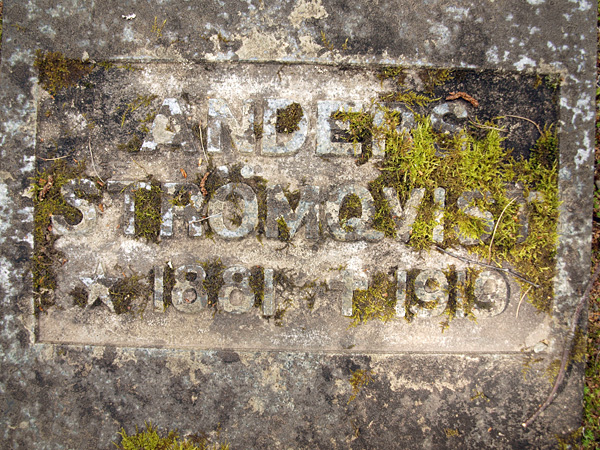 ANDERS
STRÖMQVIST
★ 1881 ✝ 1919